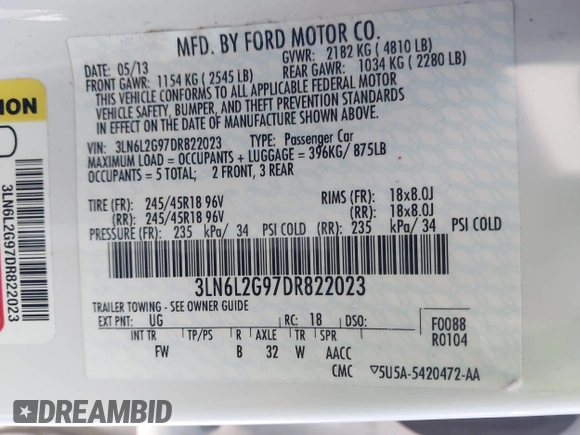 MFD. BY FORD MOTOR CO.
DATE: 05/13
GVWR: 2182 KG ( 4810 LB)
FRONT GAWR: 1154 KG ( 2545 LB)
REAR GAWR: 1034 KG ( 2280 LB)
THIS VEHICLE CONFORMS TO ALL APPLICABLE FEDERAL MOTOR
VEHICLE SAFETY, BUMPER, AND THEFT PREVENTION STANDARDS
IN EFFECT ON THE DATE OF MANUFACTURE SHOWN ABOVE.
VIN: 3LN6L2G97DR822023 TYPE: Passenger Car
MAXIMUM LOAD = OCCUPANTS + LUGGAGE = 396KG/ 875LB
OCCUPANTS = 5 TOTAL; 2 FRONT, 3 REAR
TIRE (FR): 245/45R18 96V RIMS (FR): 18x8.0J
(RR): 245/45R18 96V (RR): 18x8.0J
PRESSURE (FR): 235 kPa/ 34 PSI COLD (RR): 235 kPa/ 34 PSI COLD
3LN6L2G97DR822023
TRAILER TOWING - SEE OWNER GUIDE
EXT PNT: UG RC: 18 DSO:
F0088
R0104
INT TR TP/PS R AXLE TR SPR
FW B 32 W AACC
CMC ▽5U5A-5420472-AA
3LN6L2G97DR822023
DREAMBID